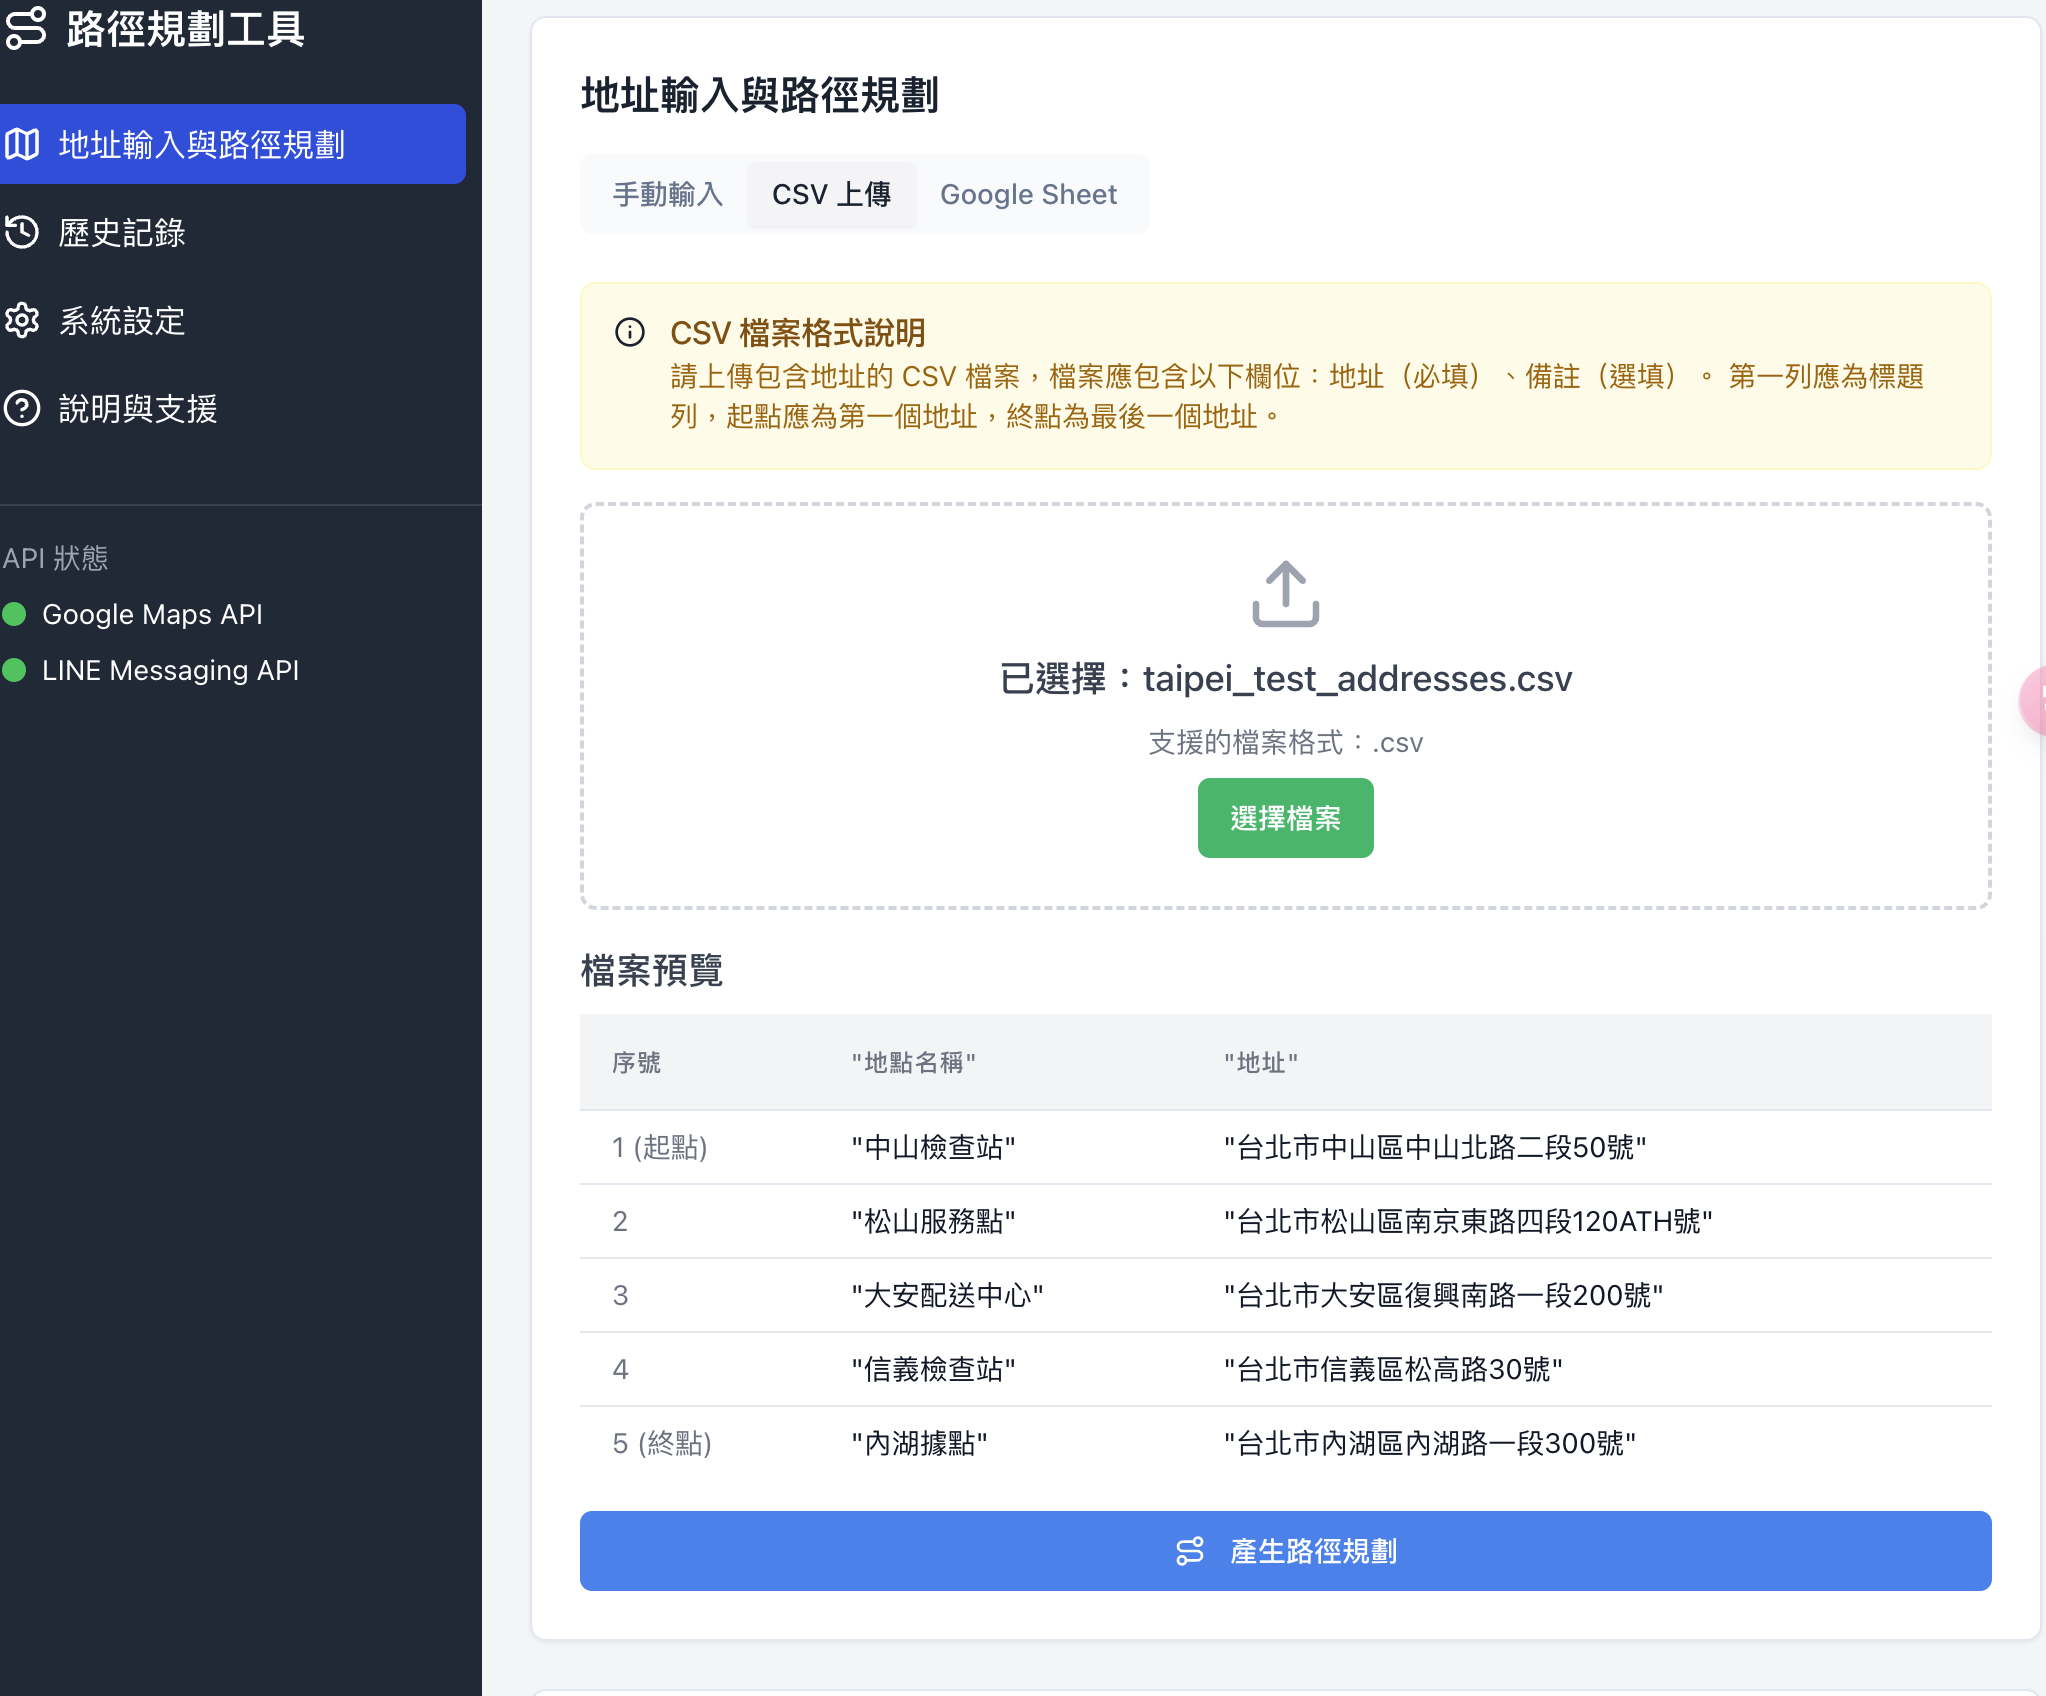 路徑規劃工具
地址輸入與路徑規劃
歷史記錄
系統設定
說明與支援
API 狀態
Google Maps API
LINE Messaging API
地址輸入與路徑規劃
手動輸入 CSV 上傳 Google Sheet
CSV 檔案格式說明
請上傳包含地址的 CSV 檔案，檔案應包含以下欄位：地址（必填）、備註（選填）。 第一列應為標題
列，起點應為第一個地址，終點為最後一個地址。
已選擇：taipei_test_addresses.csv
支援的檔案格式：.csv
選擇檔案
檔案預覽
序號 "地點名稱" "地址"
1 (起點) "中山檢查站" "台北市中山區中山北路二段50號"
2 "松山服務點" "台北市松山區南京東路四段120ATH號"
3 "大安配送中心" "台北市大安區復興南路一段200號"
4 "信義檢查站" "台北市信義區松高路30號"
5 (終點) "內湖據點" "台北市內湖區內湖路一段300號"
產生路徑規劃